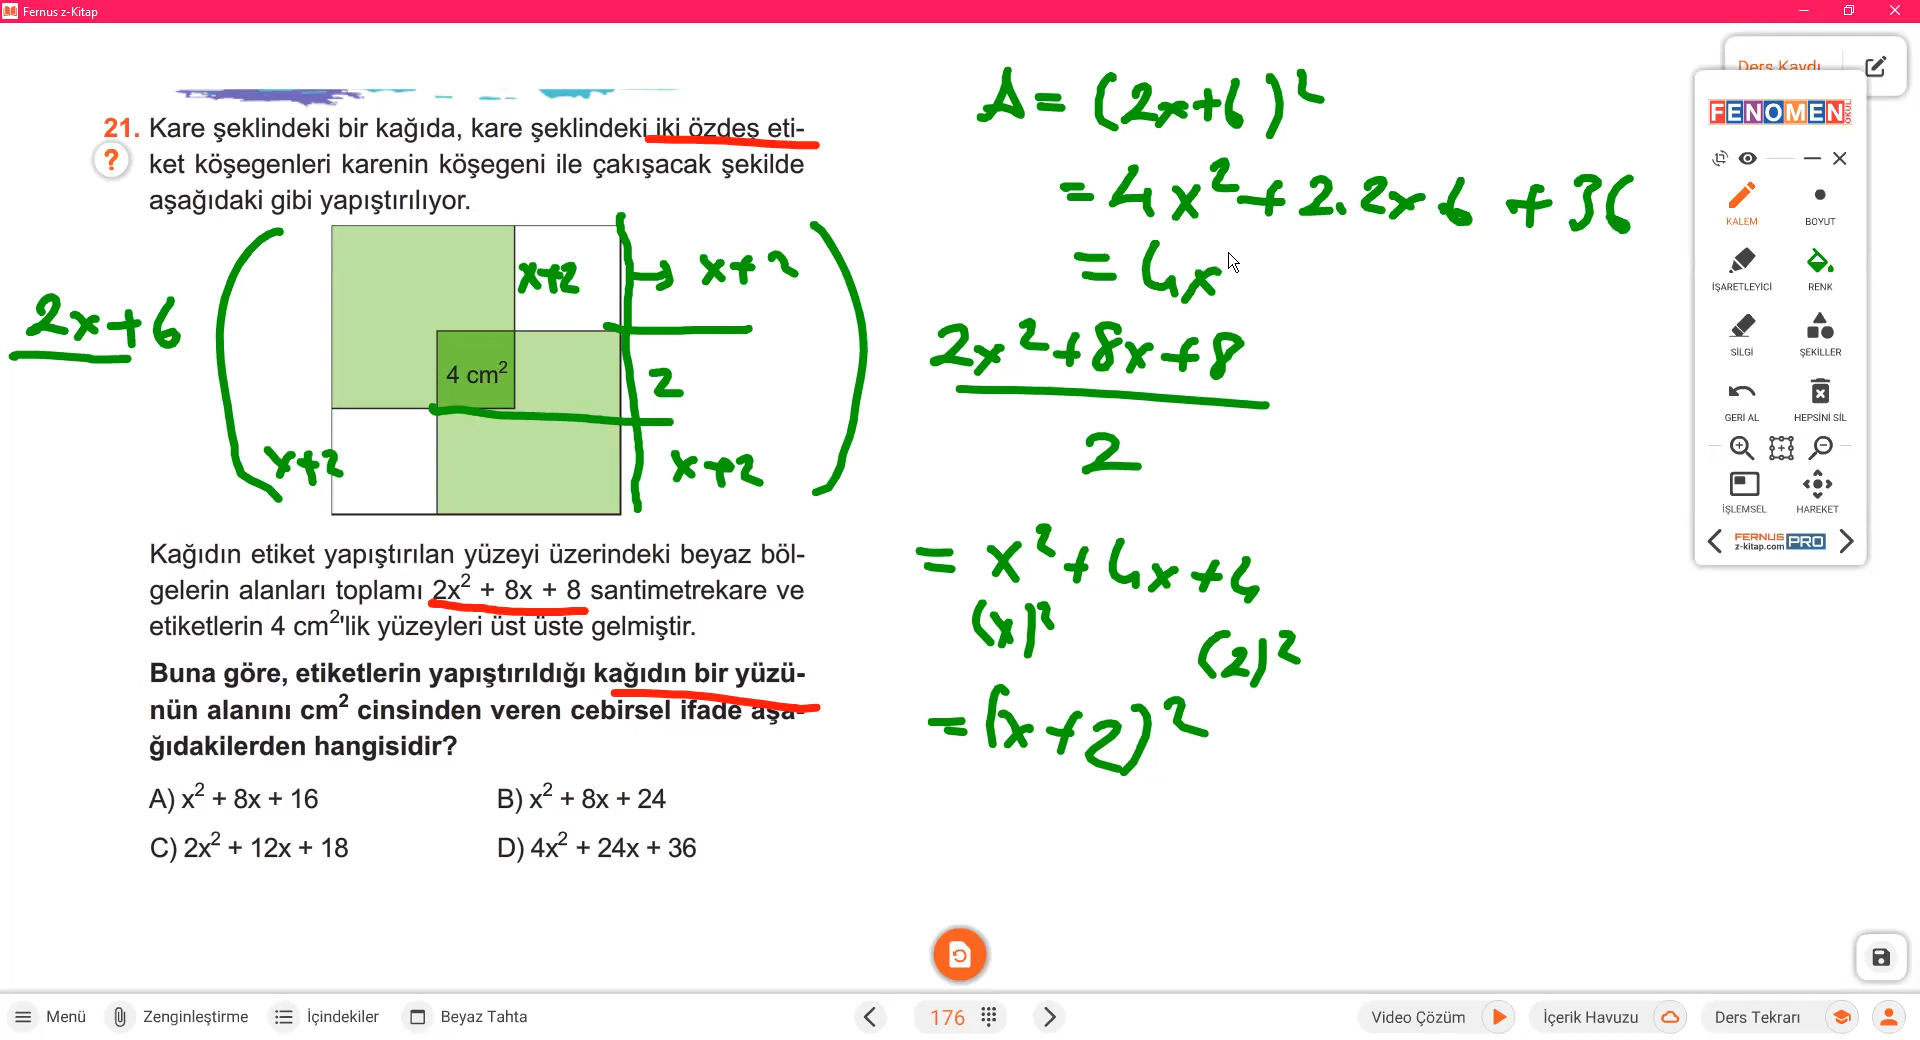 Fernus z-Kitap
Ders Kaydı
21. Kare şeklindeki bir kağıda, kare şeklindeki iki özdeş eti-
? ket köşegenleri karenin köşegeni ile çakışacak şekilde
aşağıdaki gibi yapıştırılıyor.
x+2
→ x+2
2x+6
4 cm²
2
x+2
x+2
Kağıdın etiket yapıştırılan yüzeyi üzerindeki beyaz böl-
gelerin alanları toplamı 2x² + 8x + 8 santimetrekare ve
etiketlerin 4 cm²'lik yüzeyleri üst üste gelmiştir.
Buna göre, etiketlerin yapıştırıldığı kağıdın bir yüzü-
nün alanını cm² cinsinden veren cebirsel ifade aşa-
ğıdakilerden hangisidir?
A) x² + 8x + 16
B) x² + 8x + 24
C) 2x² + 12x + 18
D) 4x² + 24x + 36
A = (2x+6)²
= 4x² + 2.2x6 + 36
= 4x
2x²+8x+8
2
= x²+4x+4
(x)²
(2)²
= (x+2)²
FENOMEN OKUL
KALEM
BOYUT
İŞARETLEYİCİ
RENK
SİLGİ
ŞEKİLLER
GERİ AL
HEPSİNİ SİL
İŞLEMSEL
HAREKET
FERNUS
z-kitap.com PRO
Menü
Zenginleştirme
İçindekiler
Beyaz Tahta
176
Video Çözüm
İçerik Havuzu
Ders Tekrarı